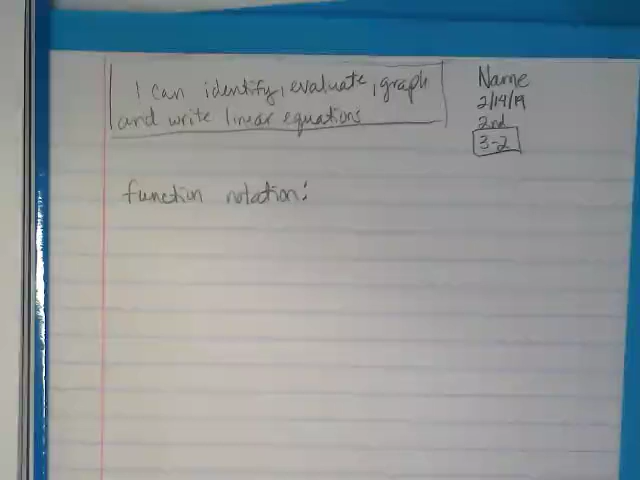 I can identify, evaluate, graph
and write linear equations
Name
2/14/19
2nd
3-2
function notation: